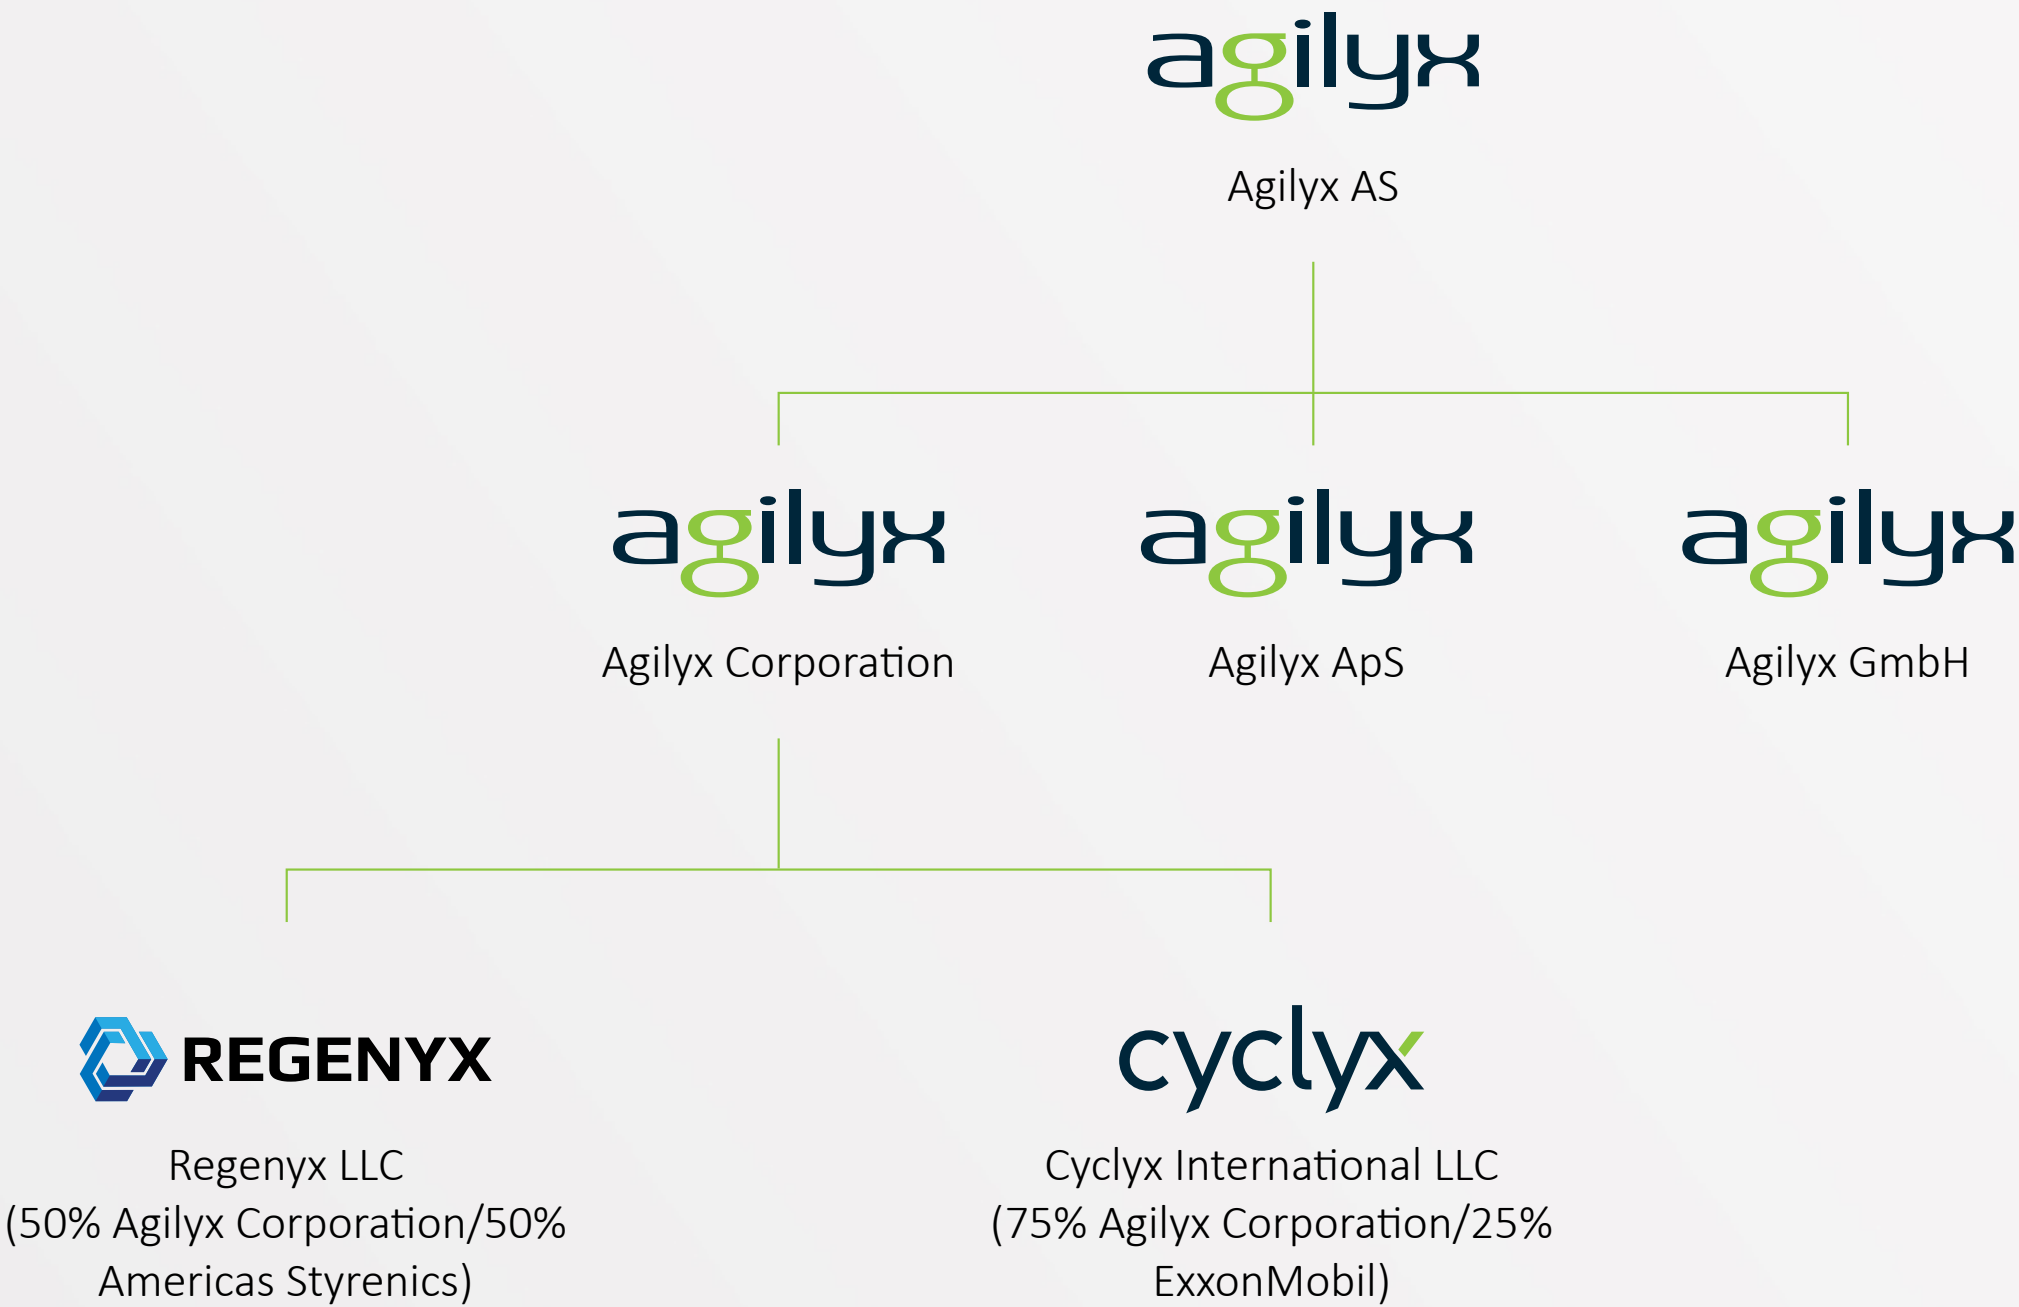 agilyx
Agilyx AS
agilyx
agilyx
agilyx
Agilyx Corporation
Agilyx ApS
Agilyx GmbH
REGENYX
cyclyx
Regenyx LLC
(50% Agilyx Corporation/50%
Americas Styrenics)
Cyclyx International LLC
(75% Agilyx Corporation/25%
ExxonMobil)